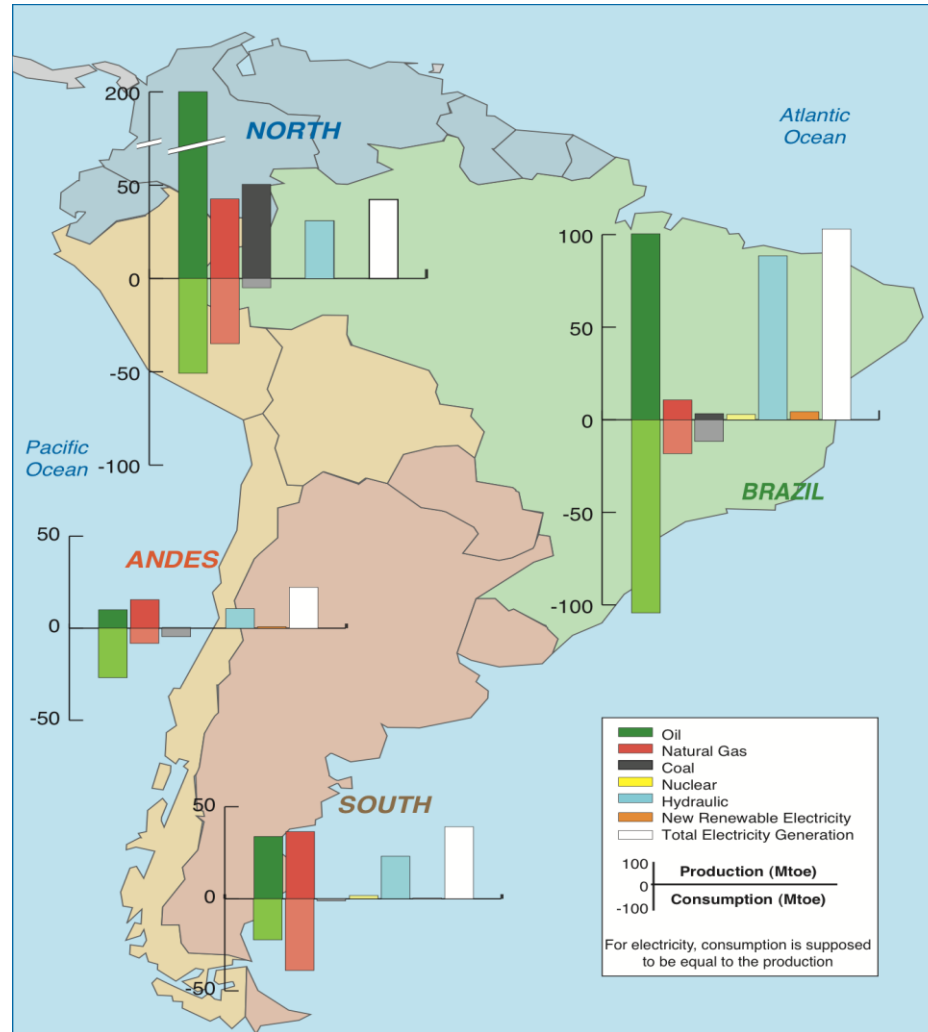 200
50
0
-50
-100
NORTH
Atlantic
Ocean
100
50
0
-50
-100
BRAZIL
Pacific
Ocean
50
0
-50
ANDES
50
0
-50
SOUTH
Oil
Natural Gas
Coal
Nuclear
Hydraulic
New Renewable Electricity
Total Electricity Generation
100
0
-100
Production (Mtoe)
Consumption (Mtoe)
For electricity, consumption is supposed
to be equal to the production